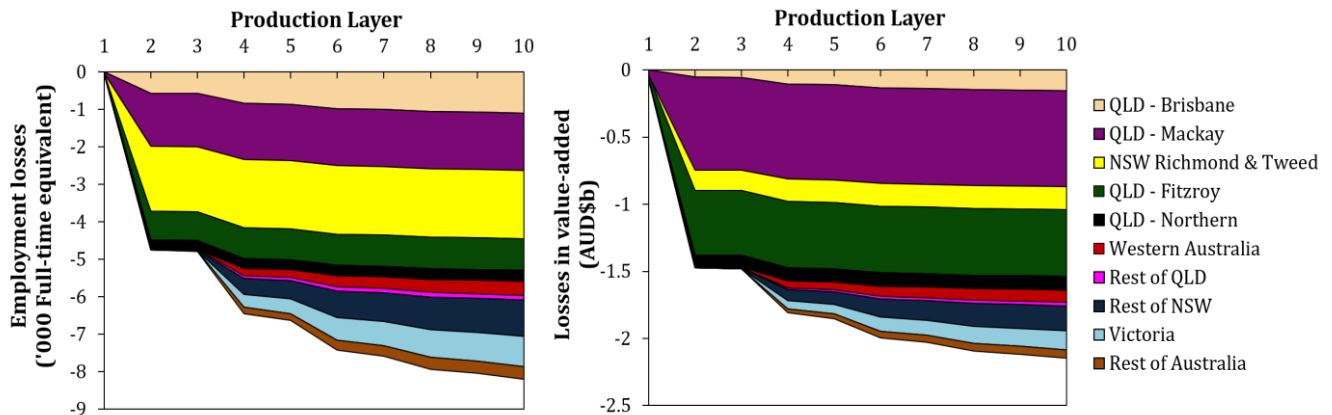 Production Layer
1 2 3 4 5 6 7 8 9 10
0
-1
-2
-3
-4
-5
-6
-7
-8
-9
Employment losses
('000 Full-time equivalent)
Production Layer
1 2 3 4 5 6 7 8 9 10
0
-0.5
-1
-1.5
-2
-2.5
Losses in value-added
(AUD$b)
QLD - Brisbane
QLD - Mackay
NSW Richmond & Tweed
QLD - Fitzroy
QLD - Northern
Western Australia
Rest of QLD
Rest of NSW
Victoria
Rest of Australia